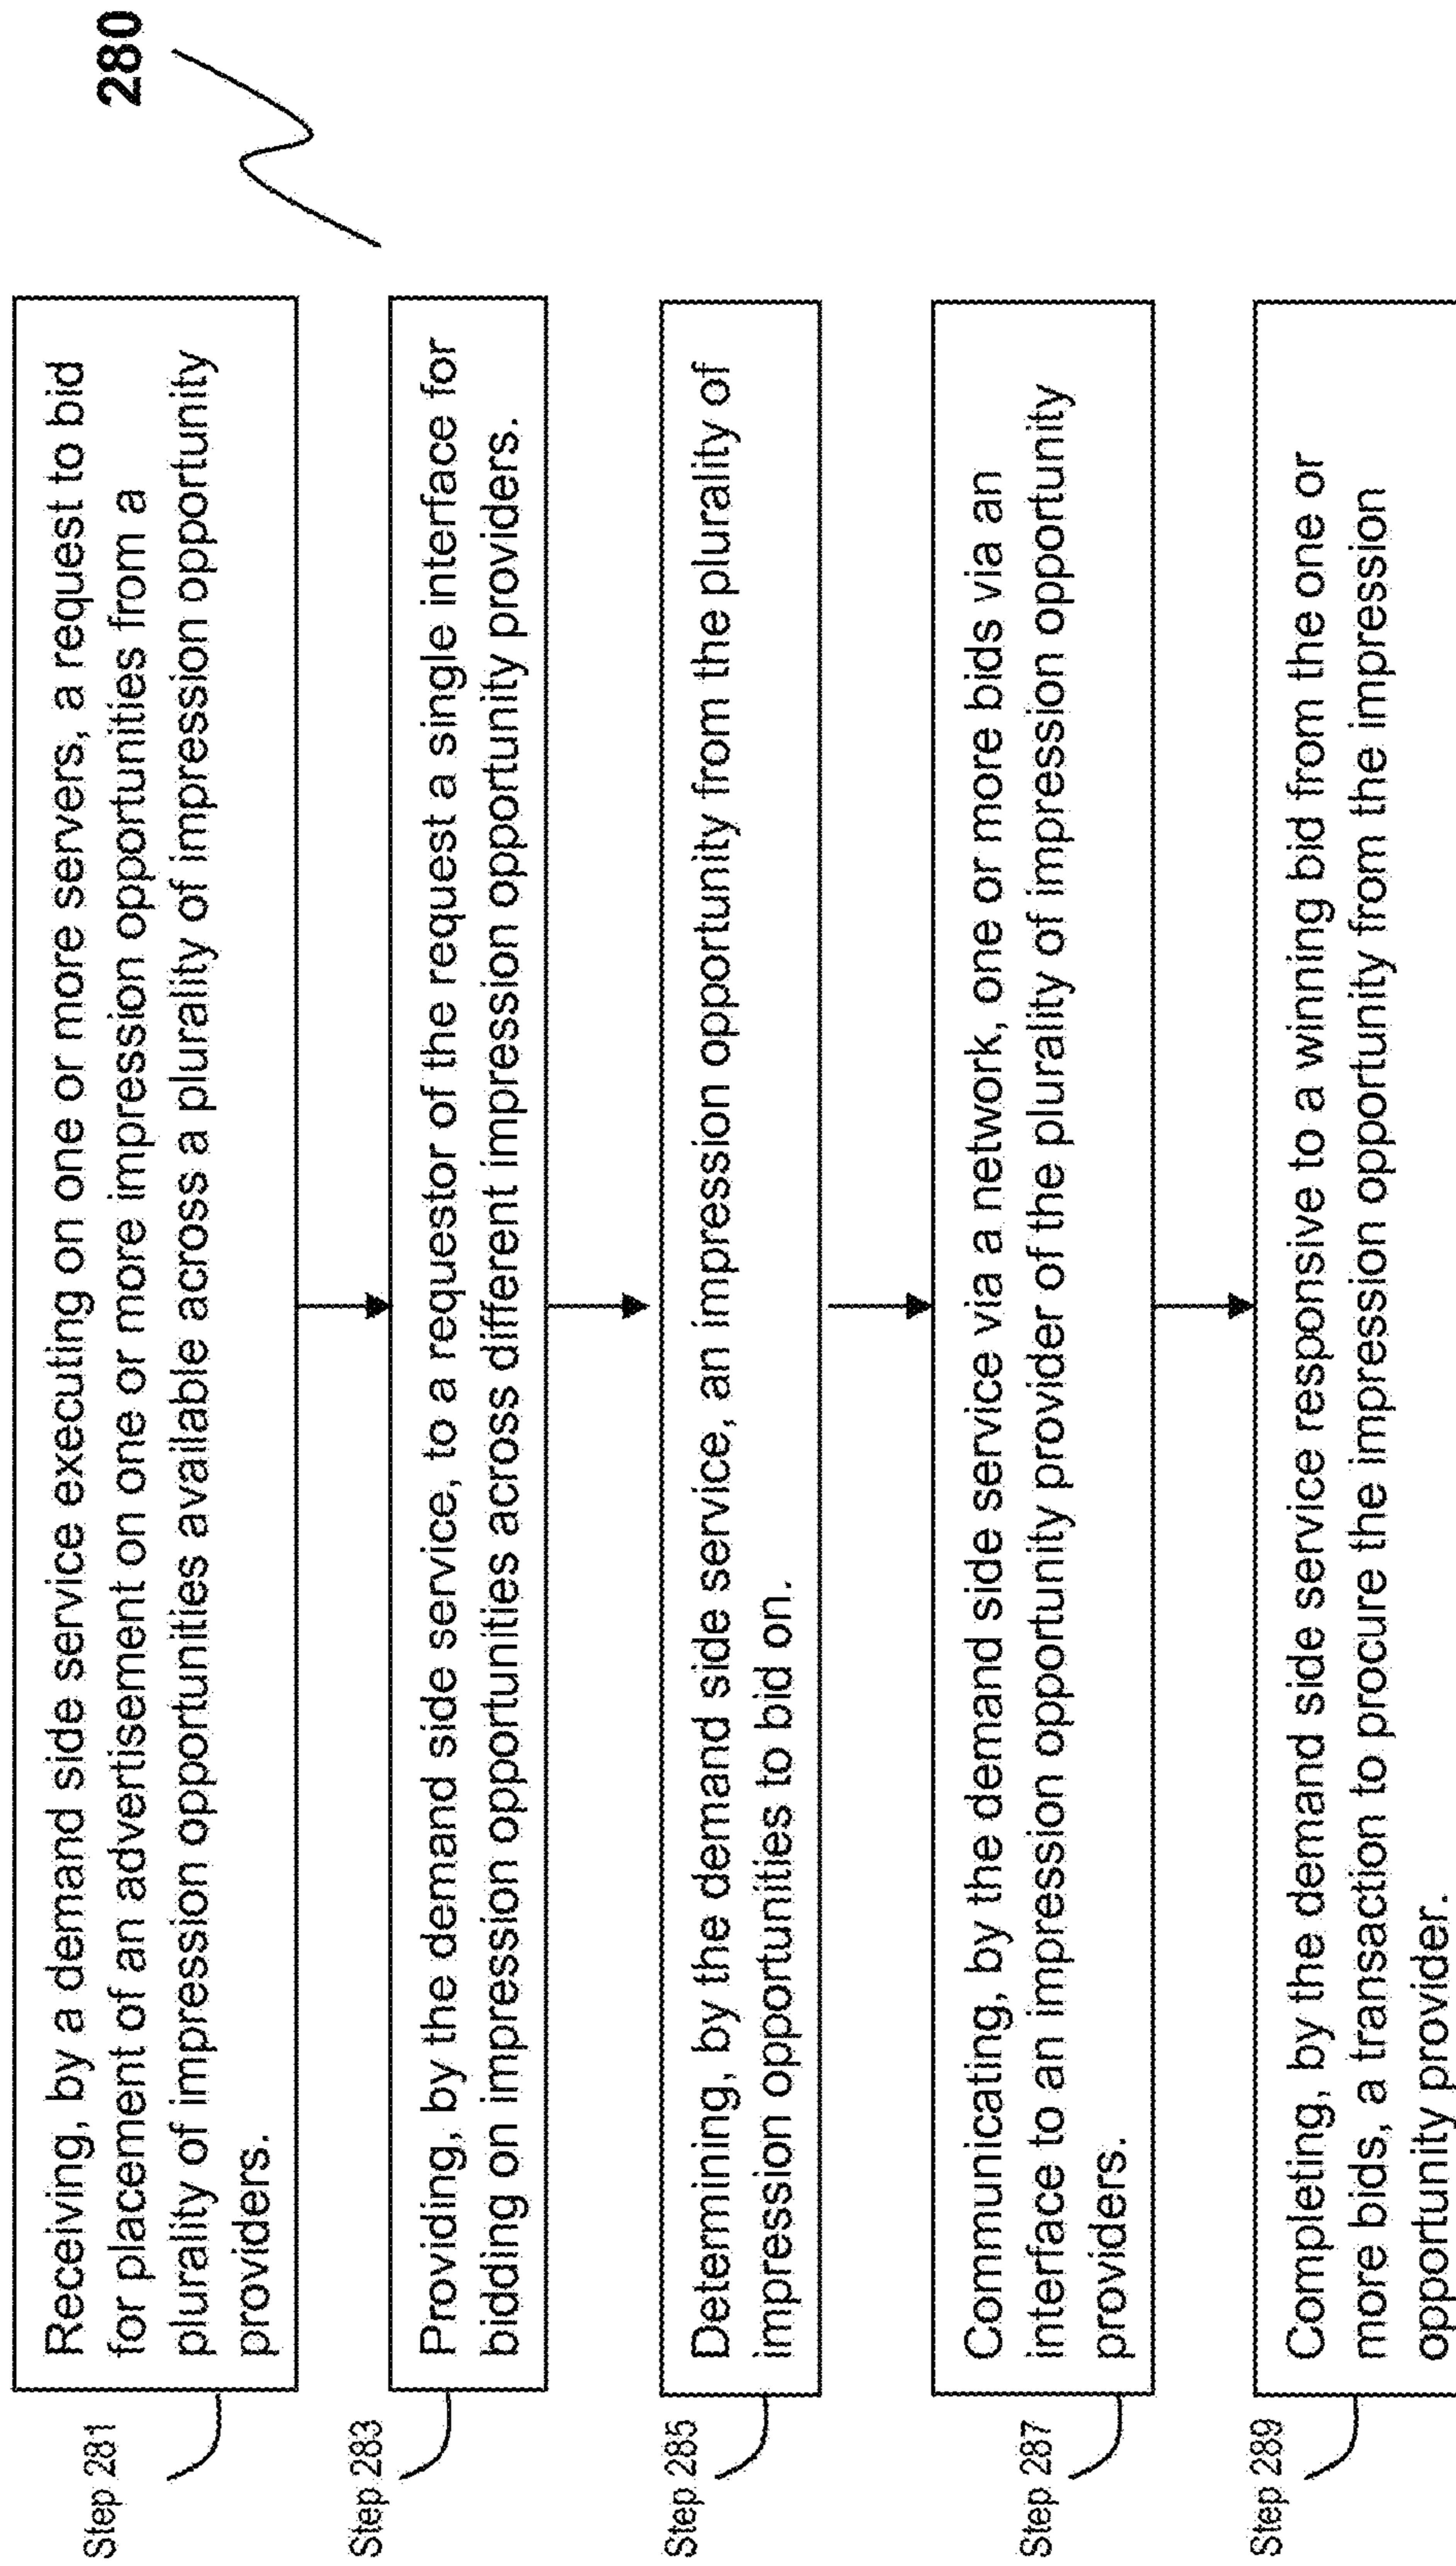 280
Step 281
Receiving, by a demand side service executing on one or more servers, a request to bid
for placement of an advertisement on one or more impression opportunities from a
plurality of impression opportunities available across a plurality of impression opportunity
providers.
Step 283
Providing, by the demand side service, to a requestor of the request a single interface for
bidding on impression opportunities across different impression opportunity providers.
Step 285
Determining, by the demand side service, an impression opportunity from the plurality of
impression opportunities to bid on.
Step 287
Communicating, by the demand side service via a network, one or more bids via an
interface to an impression opportunity provider of the plurality of impression opportunity
providers.
Step 289
Completing, by the demand side service responsive to a winning bid from the one or
more bids, a transaction to procure the impression opportunity from the impression
opportunity provider.